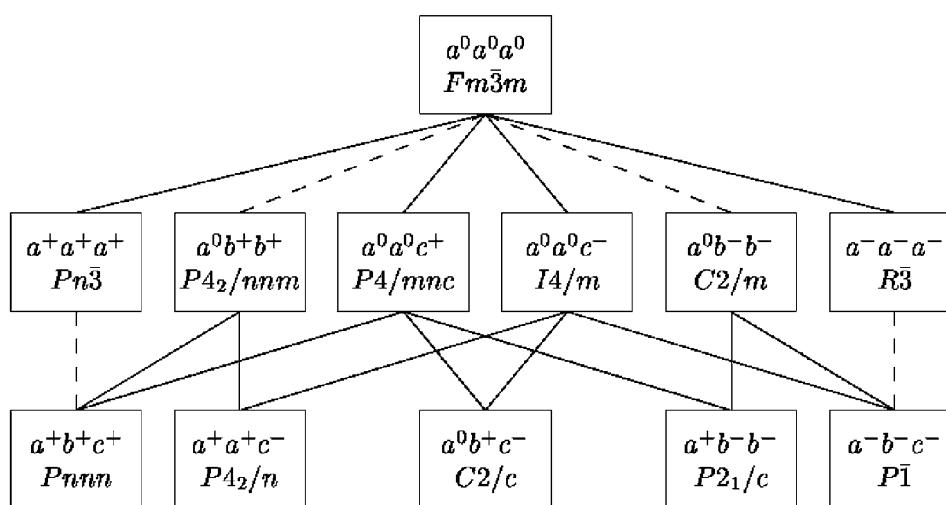 a⁰a⁰a⁰
Fm3̄m
a⁺a⁺a⁺
Pn3̄
a⁰b⁺b⁺
P4₂/nnm
a⁰a⁰c⁺
P4/mnc
a⁰a⁰c⁻
I4/m
a⁰b⁻b⁻
C2/m
a⁻a⁻a⁻
R3̄
a⁺b⁺c⁺
Pnnn
a⁺a⁺c⁻
P4₂/n
a⁰b⁺c⁻
C2/c
a⁺b⁻b⁻
P2₁/c
a⁻b⁻c⁻
P1̄